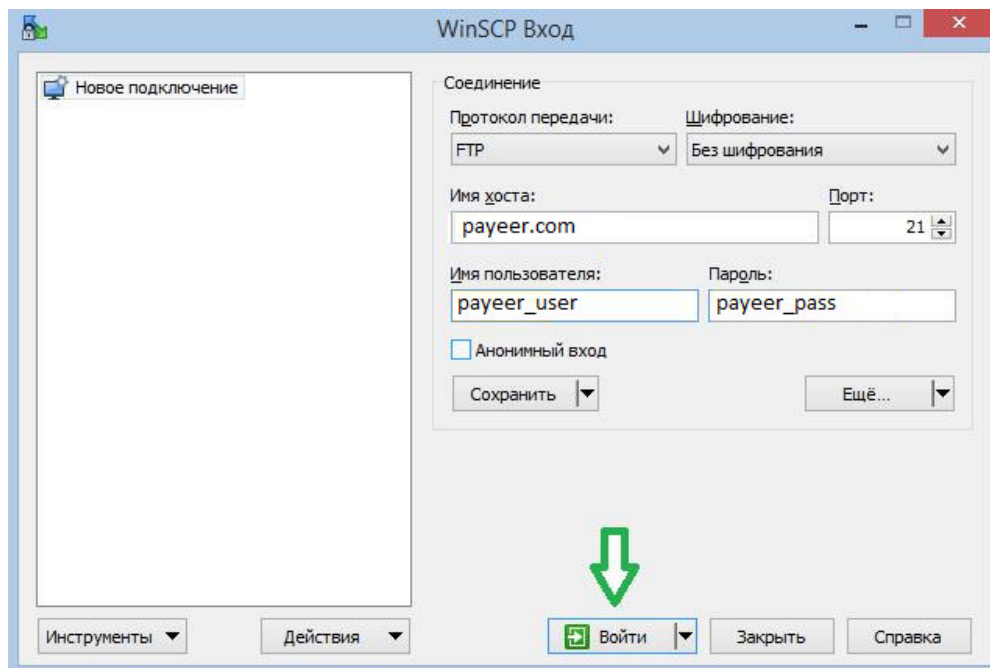 WinSCP Вход
Новое подключение
Соединение
Протокол передачи: Шифрование:
FTP Без шифрования
Имя хоста: Порт:
payeer.com 21
Имя пользователя: Пароль:
payeer_user payeer_pass
Анонимный вход
Сохранить Ещё...
Инструменты Действия Войти Закрыть Справка